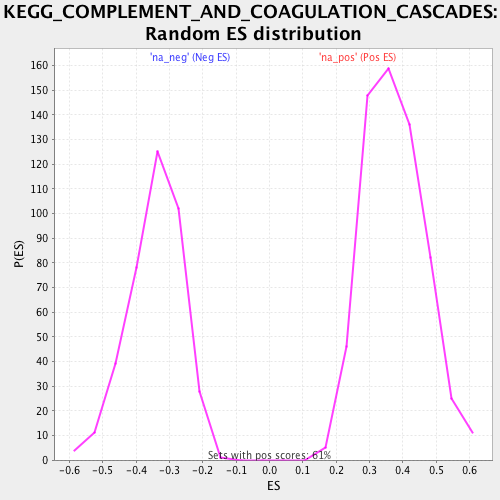 KEGG_COMPLEMENT_AND_COAGULATION_CASCADES:
Random ES distribution
'na_neg' (Neg ES) 'na_pos' (Pos ES)
160
150
140
130
120
110
100
90
80
70
60
50
40
30
20
10
0
P(ES)
Sets with pos scores: 61%
-0.6 -0.5 -0.4 -0.3 -0.2 -0.1 0.0 0.1 0.2 0.3 0.4 0.5 0.6
ES